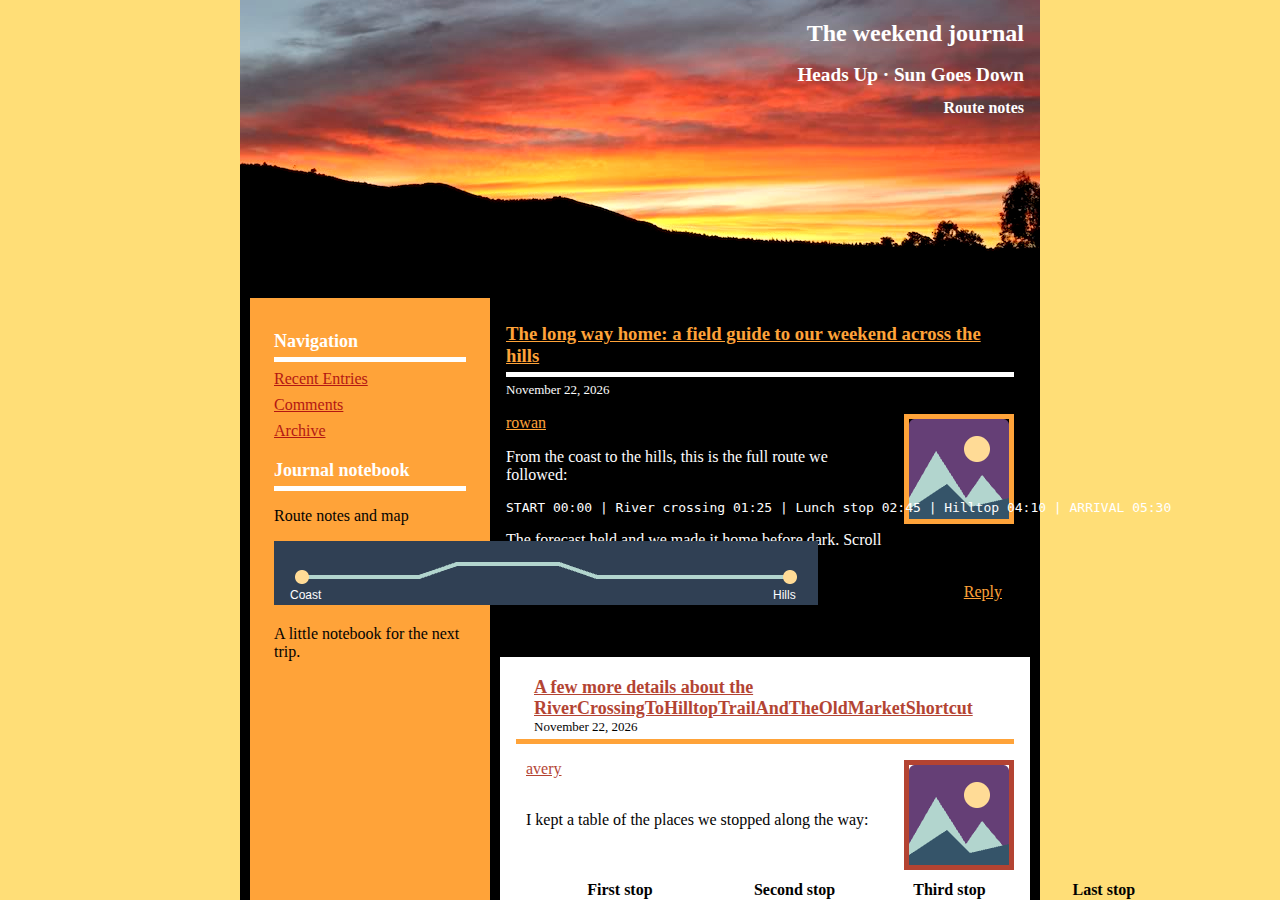 The weekend journal
Heads Up · Sun Goes Down
Route notes
Navigation
Recent Entries
Comments
Archive
Journal notebook
Route notes and map
Coast
Hills
A little notebook for the next
trip.
The long way home: a field guide to our weekend across the
hills
November 22, 2026
rowan
From the coast to the hills, this is the full route we
followed:
START 00:00 | River crossing 01:25 | Lunch stop 02:45 | Hilltop 04:10 | ARRIVAL 05:30
The forecast held and we made it home before dark. Scroll
Reply
A few more details about the
RiverCrossingToHilltopTrailAndTheOldMarketShortcut
November 22, 2026
avery
I kept a table of the places we stopped along the way:
First stop Second stop Third stop Last stop